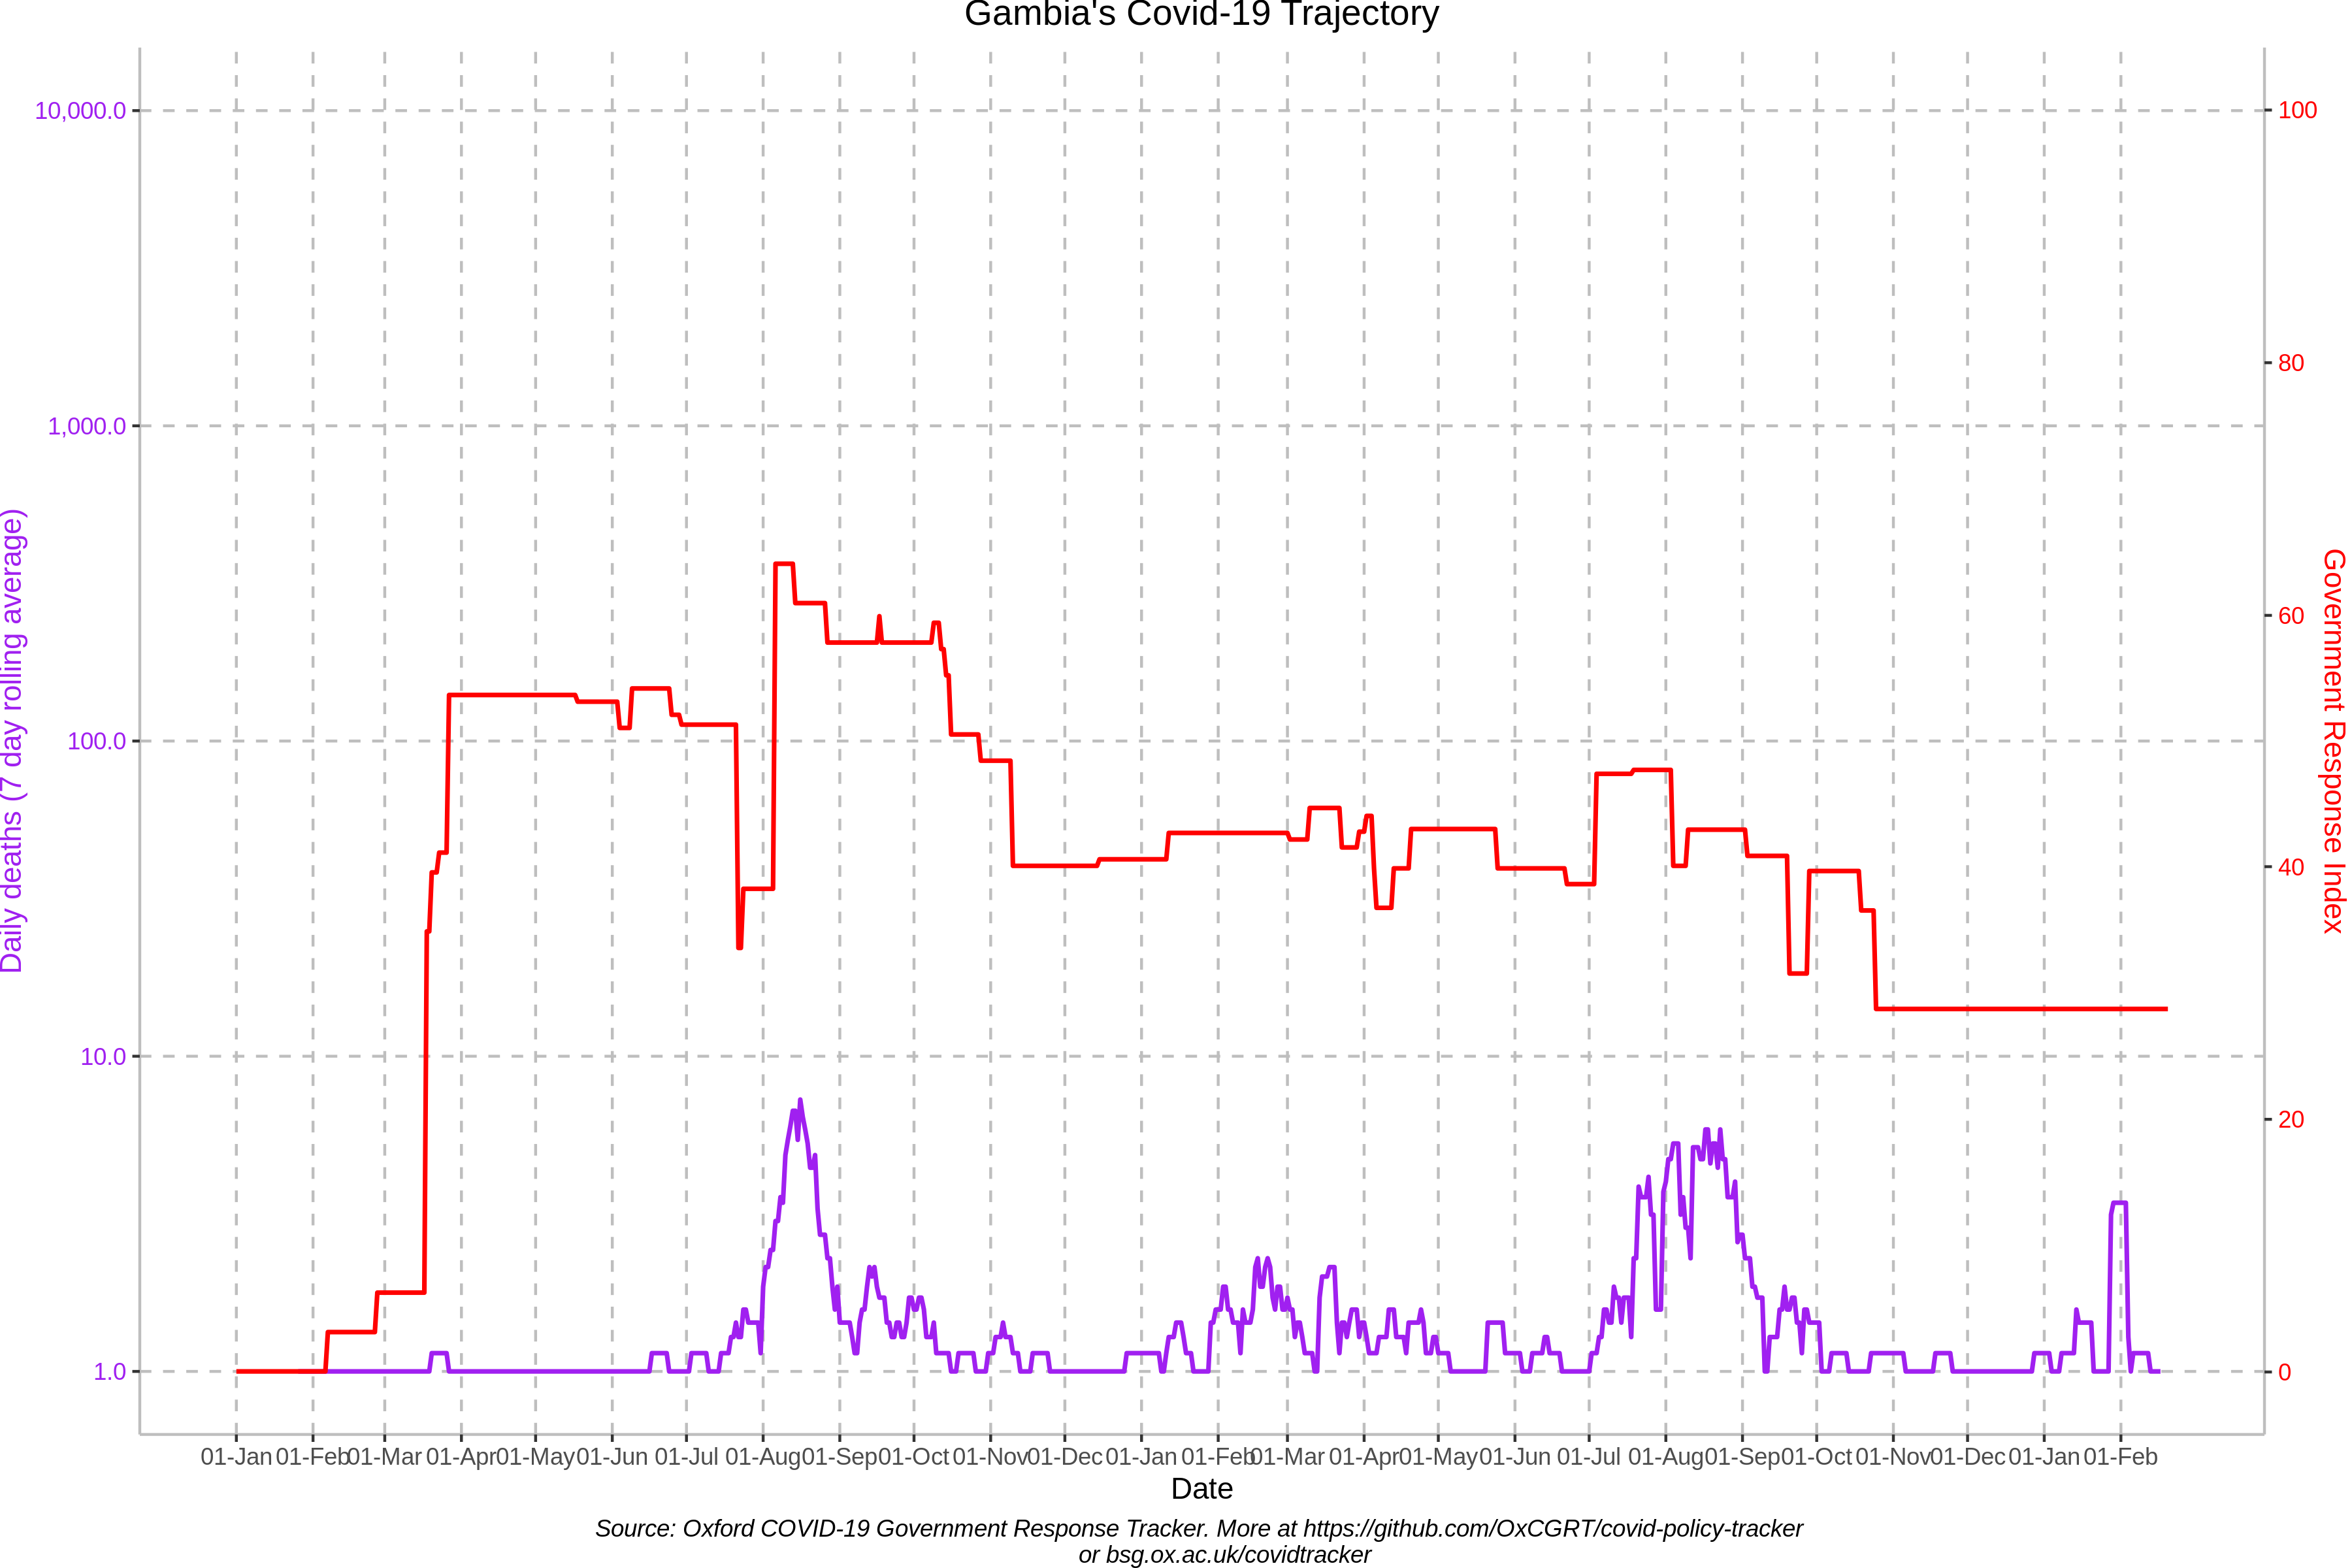 Gambia's Covid-19 Trajectory
10,000.0
1,000.0
100.0
10.0
1.0
Daily deaths (7 day rolling average)
100
80
60
40
20
0
Government Response Index
01-Jan 01-Feb 01-Mar 01-Apr 01-May 01-Jun 01-Jul 01-Aug 01-Sep 01-Oct 01-Nov 01-Dec 01-Jan 01-Feb 01-Mar 01-Apr 01-May 01-Jun 01-Jul 01-Aug 01-Sep 01-Oct 01-Nov 01-Dec 01-Jan 01-Feb
Date
Source: Oxford COVID-19 Government Response Tracker. More at https://github.com/OxCGRT/covid-policy-tracker
or bsg.ox.ac.uk/covidtracker